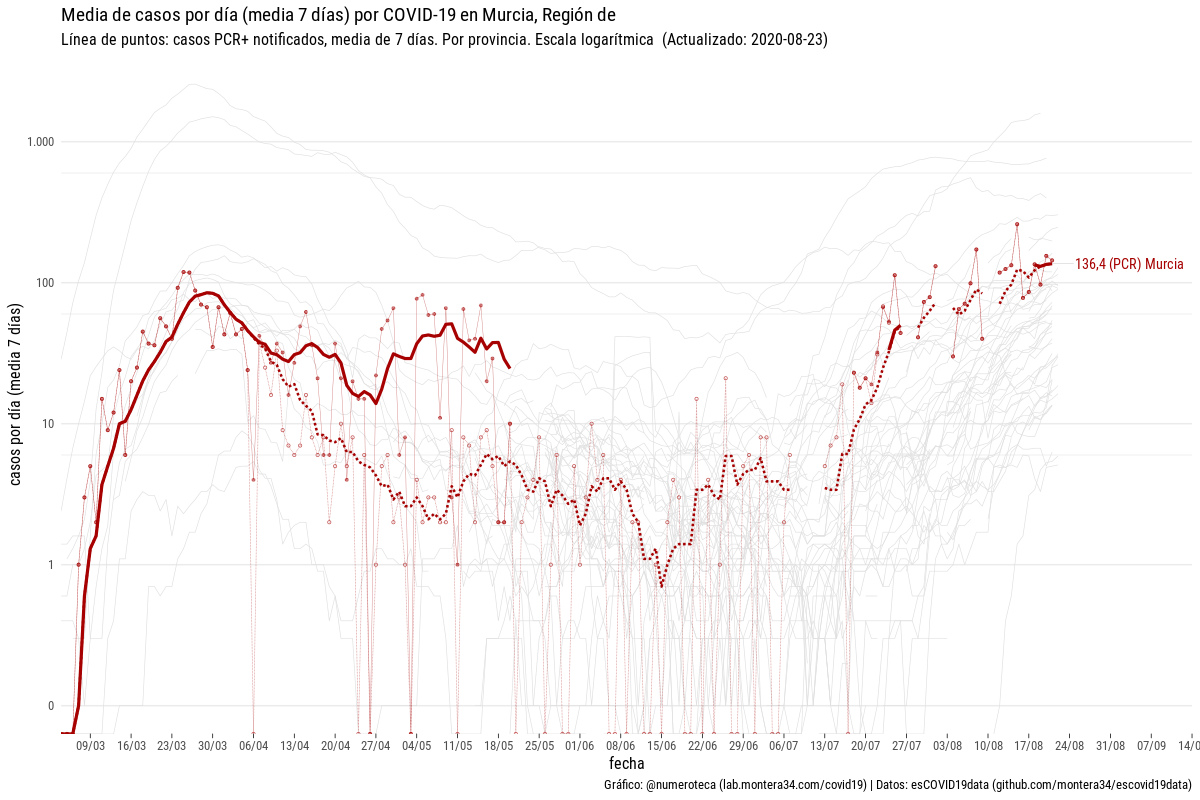 Media de casos por día (media 7 días) por COVID-19 en Murcia, Región de
Línea de puntos: casos PCR+ notificados, media de 7 días. Por provincia. Escala logarítmica (Actualizado: 2020-08-23)
casos por día (media 7 días)
1.000
100
10
1
0
136,4 (PCR) Murcia
09/03 16/03 23/03 30/03 06/04 13/04 20/04 27/04 04/05 11/05 18/05 25/05 01/06 08/06 15/06 22/06 29/06 06/07 13/07 20/07 27/07 03/08 10/08 17/08 24/08 31/08 07/09 14/0
fecha
Gráfico: @numeroteca (lab.montera34.com/covid19) | Datos: esCOVID19data (github.com/montera34/escovid19data)